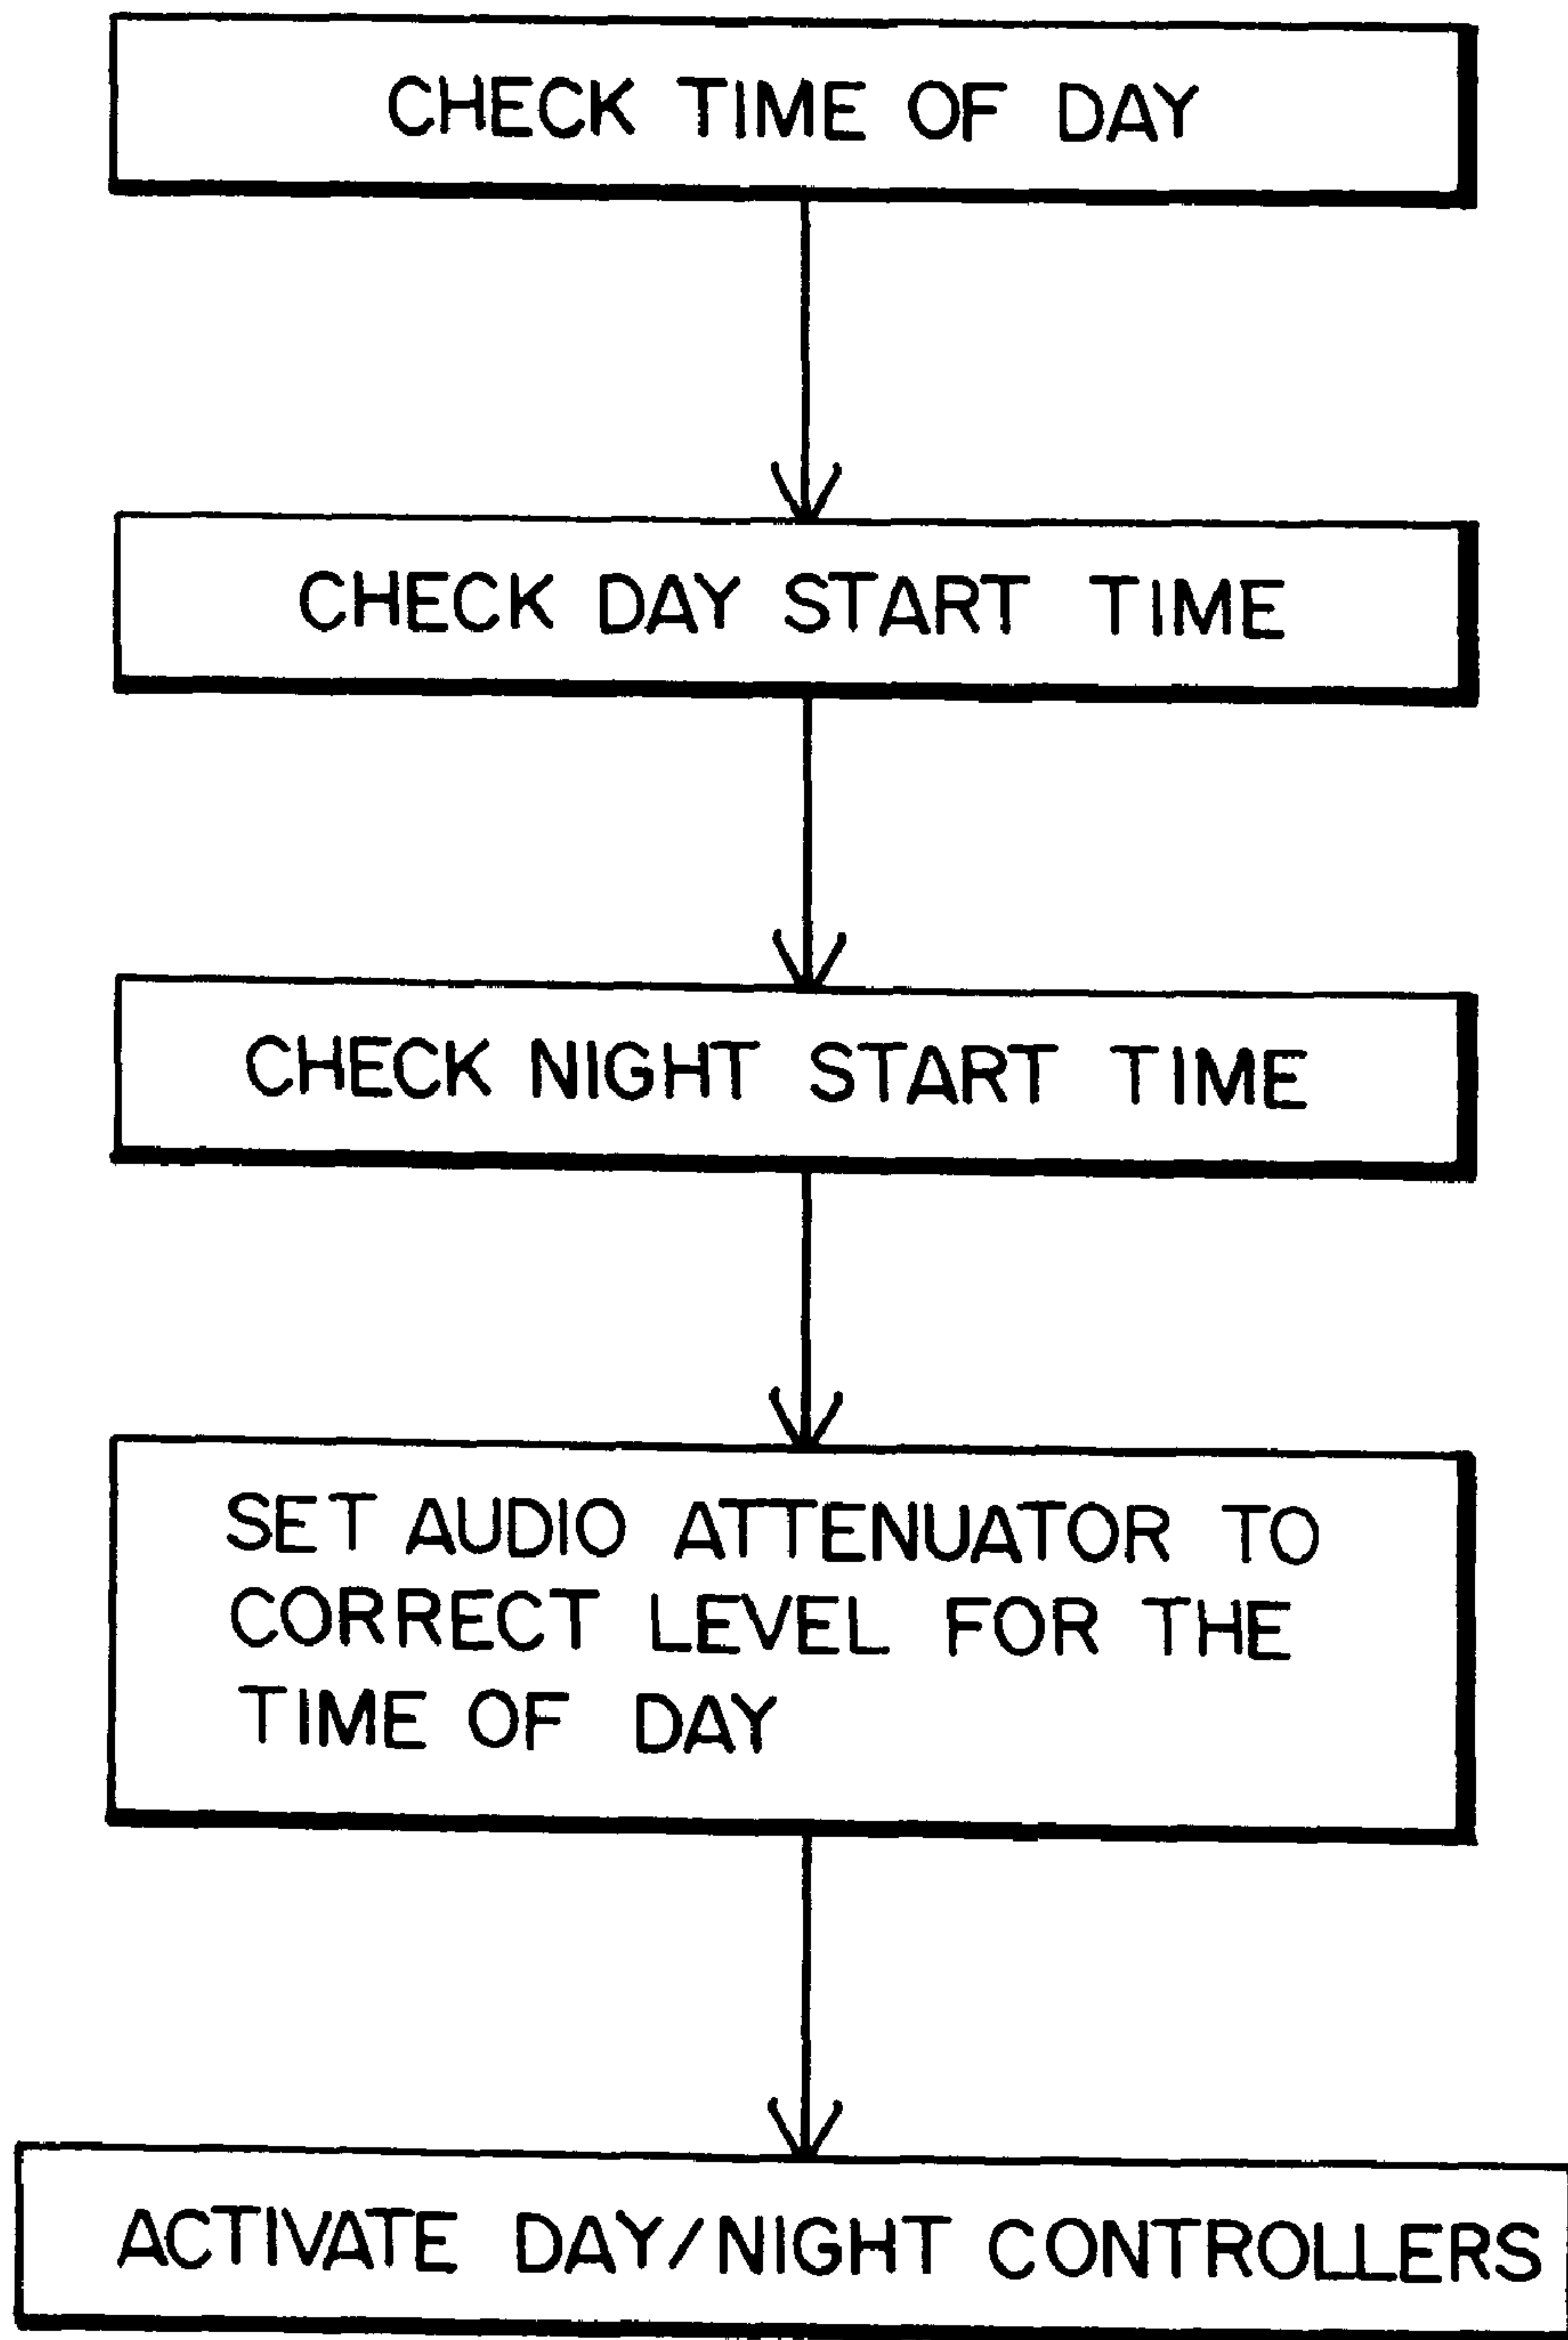 CHECK TIME OF DAY
CHECK DAY START TIME
CHECK NIGHT START TIME
SET AUDIO ATTENUATOR TO
CORRECT LEVEL FOR THE
TIME OF DAY
ACTIVATE DAY/NIGHT CONTROLLERS